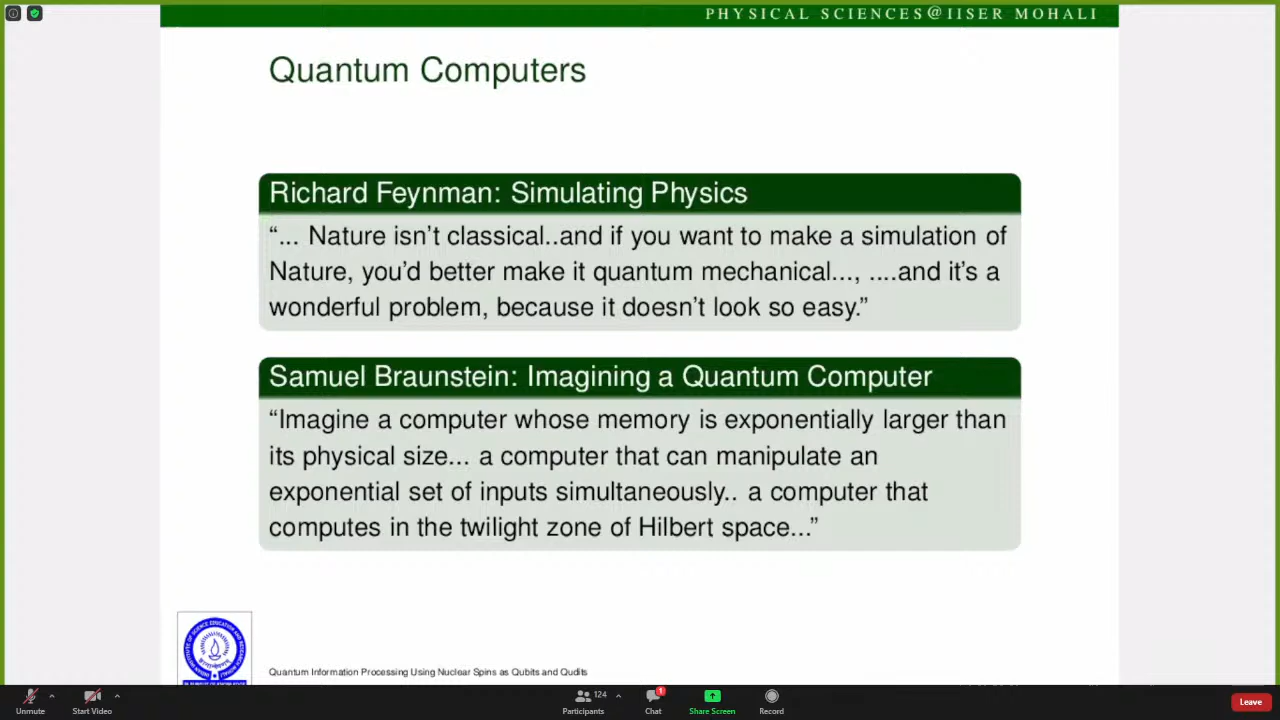 PHYSICAL SCIENCES@IISER MOHALI
Quantum Computers
Richard Feynman: Simulating Physics
“... Nature isn’t classical..and if you want to make a simulation of
Nature, you’d better make it quantum mechanical..., ....and it’s a
wonderful problem, because it doesn’t look so easy.”
Samuel Braunstein: Imagining a Quantum Computer
“Imagine a computer whose memory is exponentially larger than
its physical size... a computer that can manipulate an
exponential set of inputs simultaneously.. a computer that
computes in the twilight zone of Hilbert space...”
Quantum Information Processing Using Nuclear Spins as Qubits and Qudits
Unmute
Start Video
124
Participants
1
Chat
Share Screen
Record
Leave